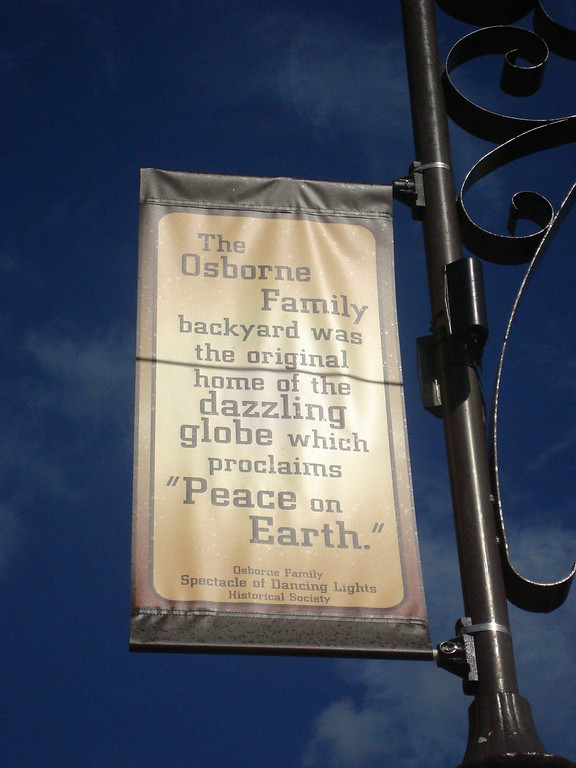 The
Osborne
Family
backyard was
the original
home of the
dazzling
globe which
proclaims
"Peace on
Earth."
Osborne Family
Spectacle of Dancing Lights
Historical Society